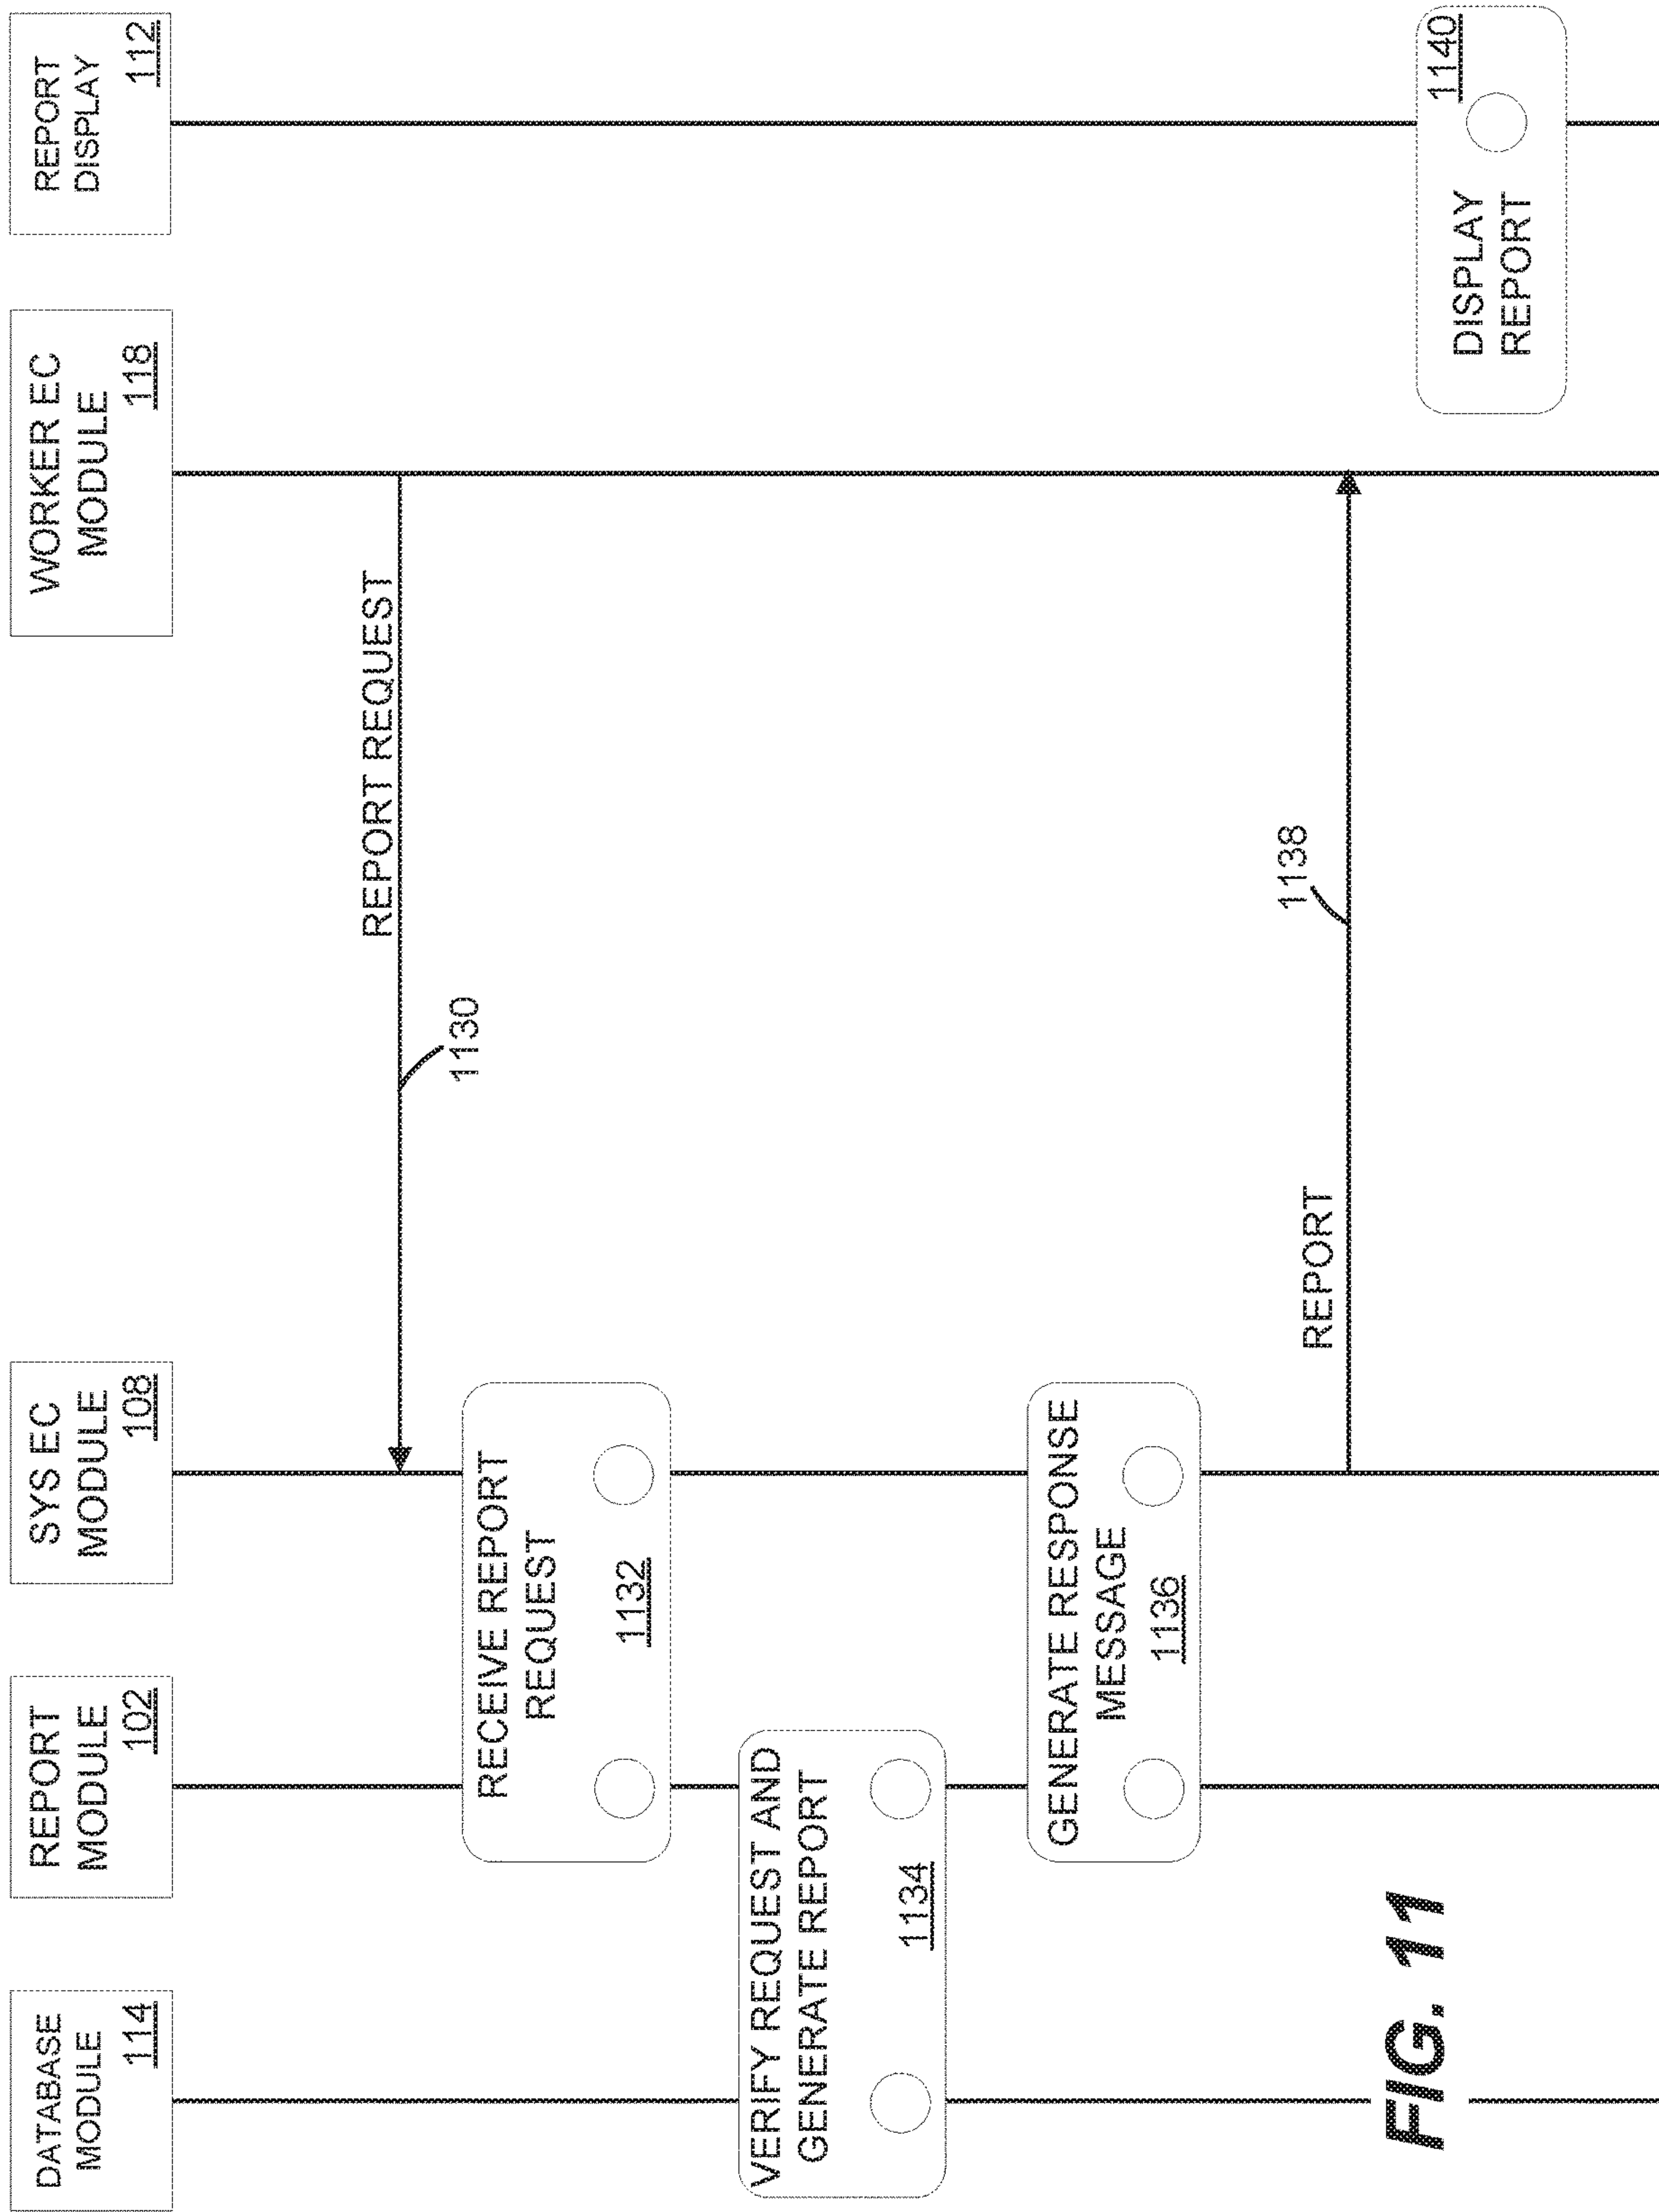 DATABASE
MODULE
114
REPORT
MODULE
102
SYS EC
MODULE
108
WORKER EC
MODULE
118
REPORT
DISPLAY
112
REPORT REQUEST
1130
RECEIVE REPORT
REQUEST
1132
VERIFY REQUEST AND
GENERATE REPORT
1134
GENERATE RESPONSE
MESSAGE
1136
REPORT
1138
DISPLAY
REPORT
1140
FIG. 11